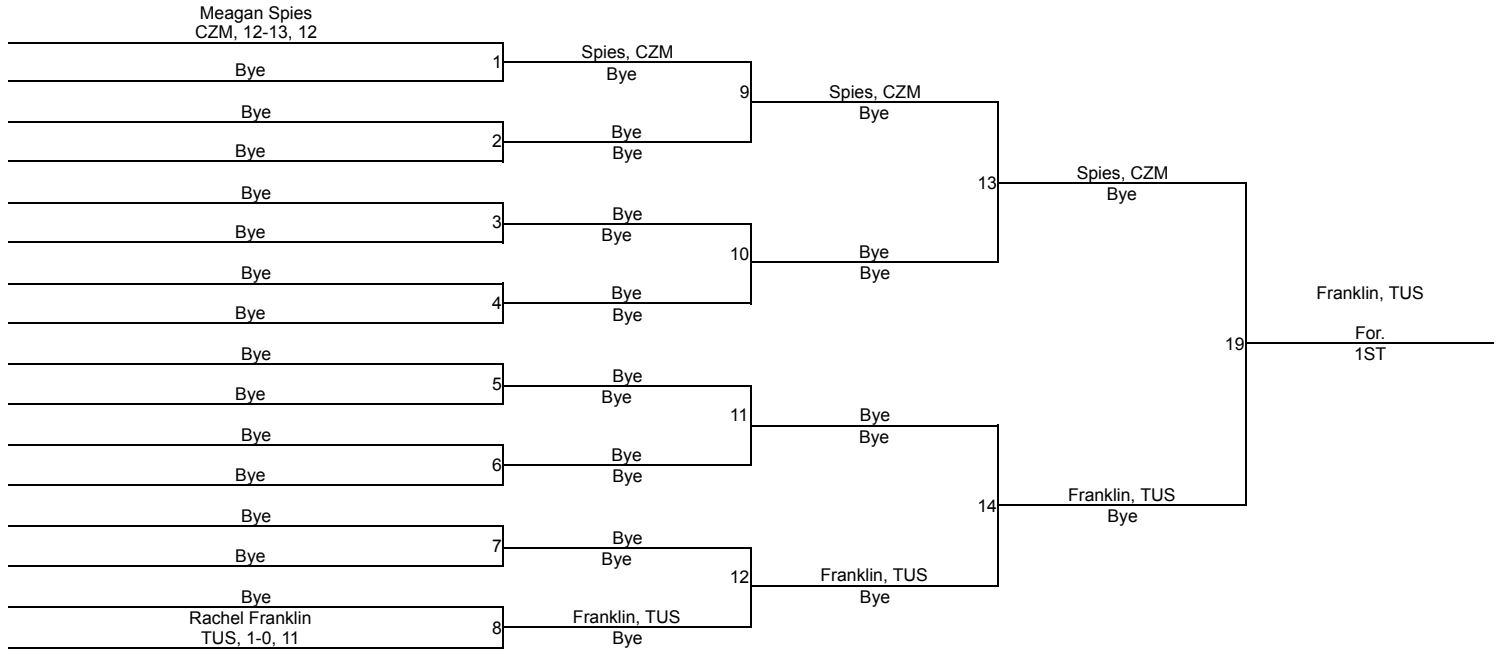 Meagan Spies
CZM, 12-13, 12
Bye
1
Bye
2
Bye
Bye
3
Bye
Bye
4
Bye
Bye
5
Bye
Bye
6
Bye
Bye
7
Bye
Bye
8
Rachel Franklin
TUS, 1-0, 11
Spies, CZM
Bye
9
Bye
Bye
Bye
Bye
10
Bye
Bye
Bye
Bye
11
Bye
Bye
Bye
Bye
12
Franklin, TUS
Bye
Spies, CZM
Bye
13
Bye
Bye
Bye
Bye
14
Franklin, TUS
Bye
Spies, CZM
Bye
19
Franklin, TUS
Bye
Franklin, TUS
For.
1ST